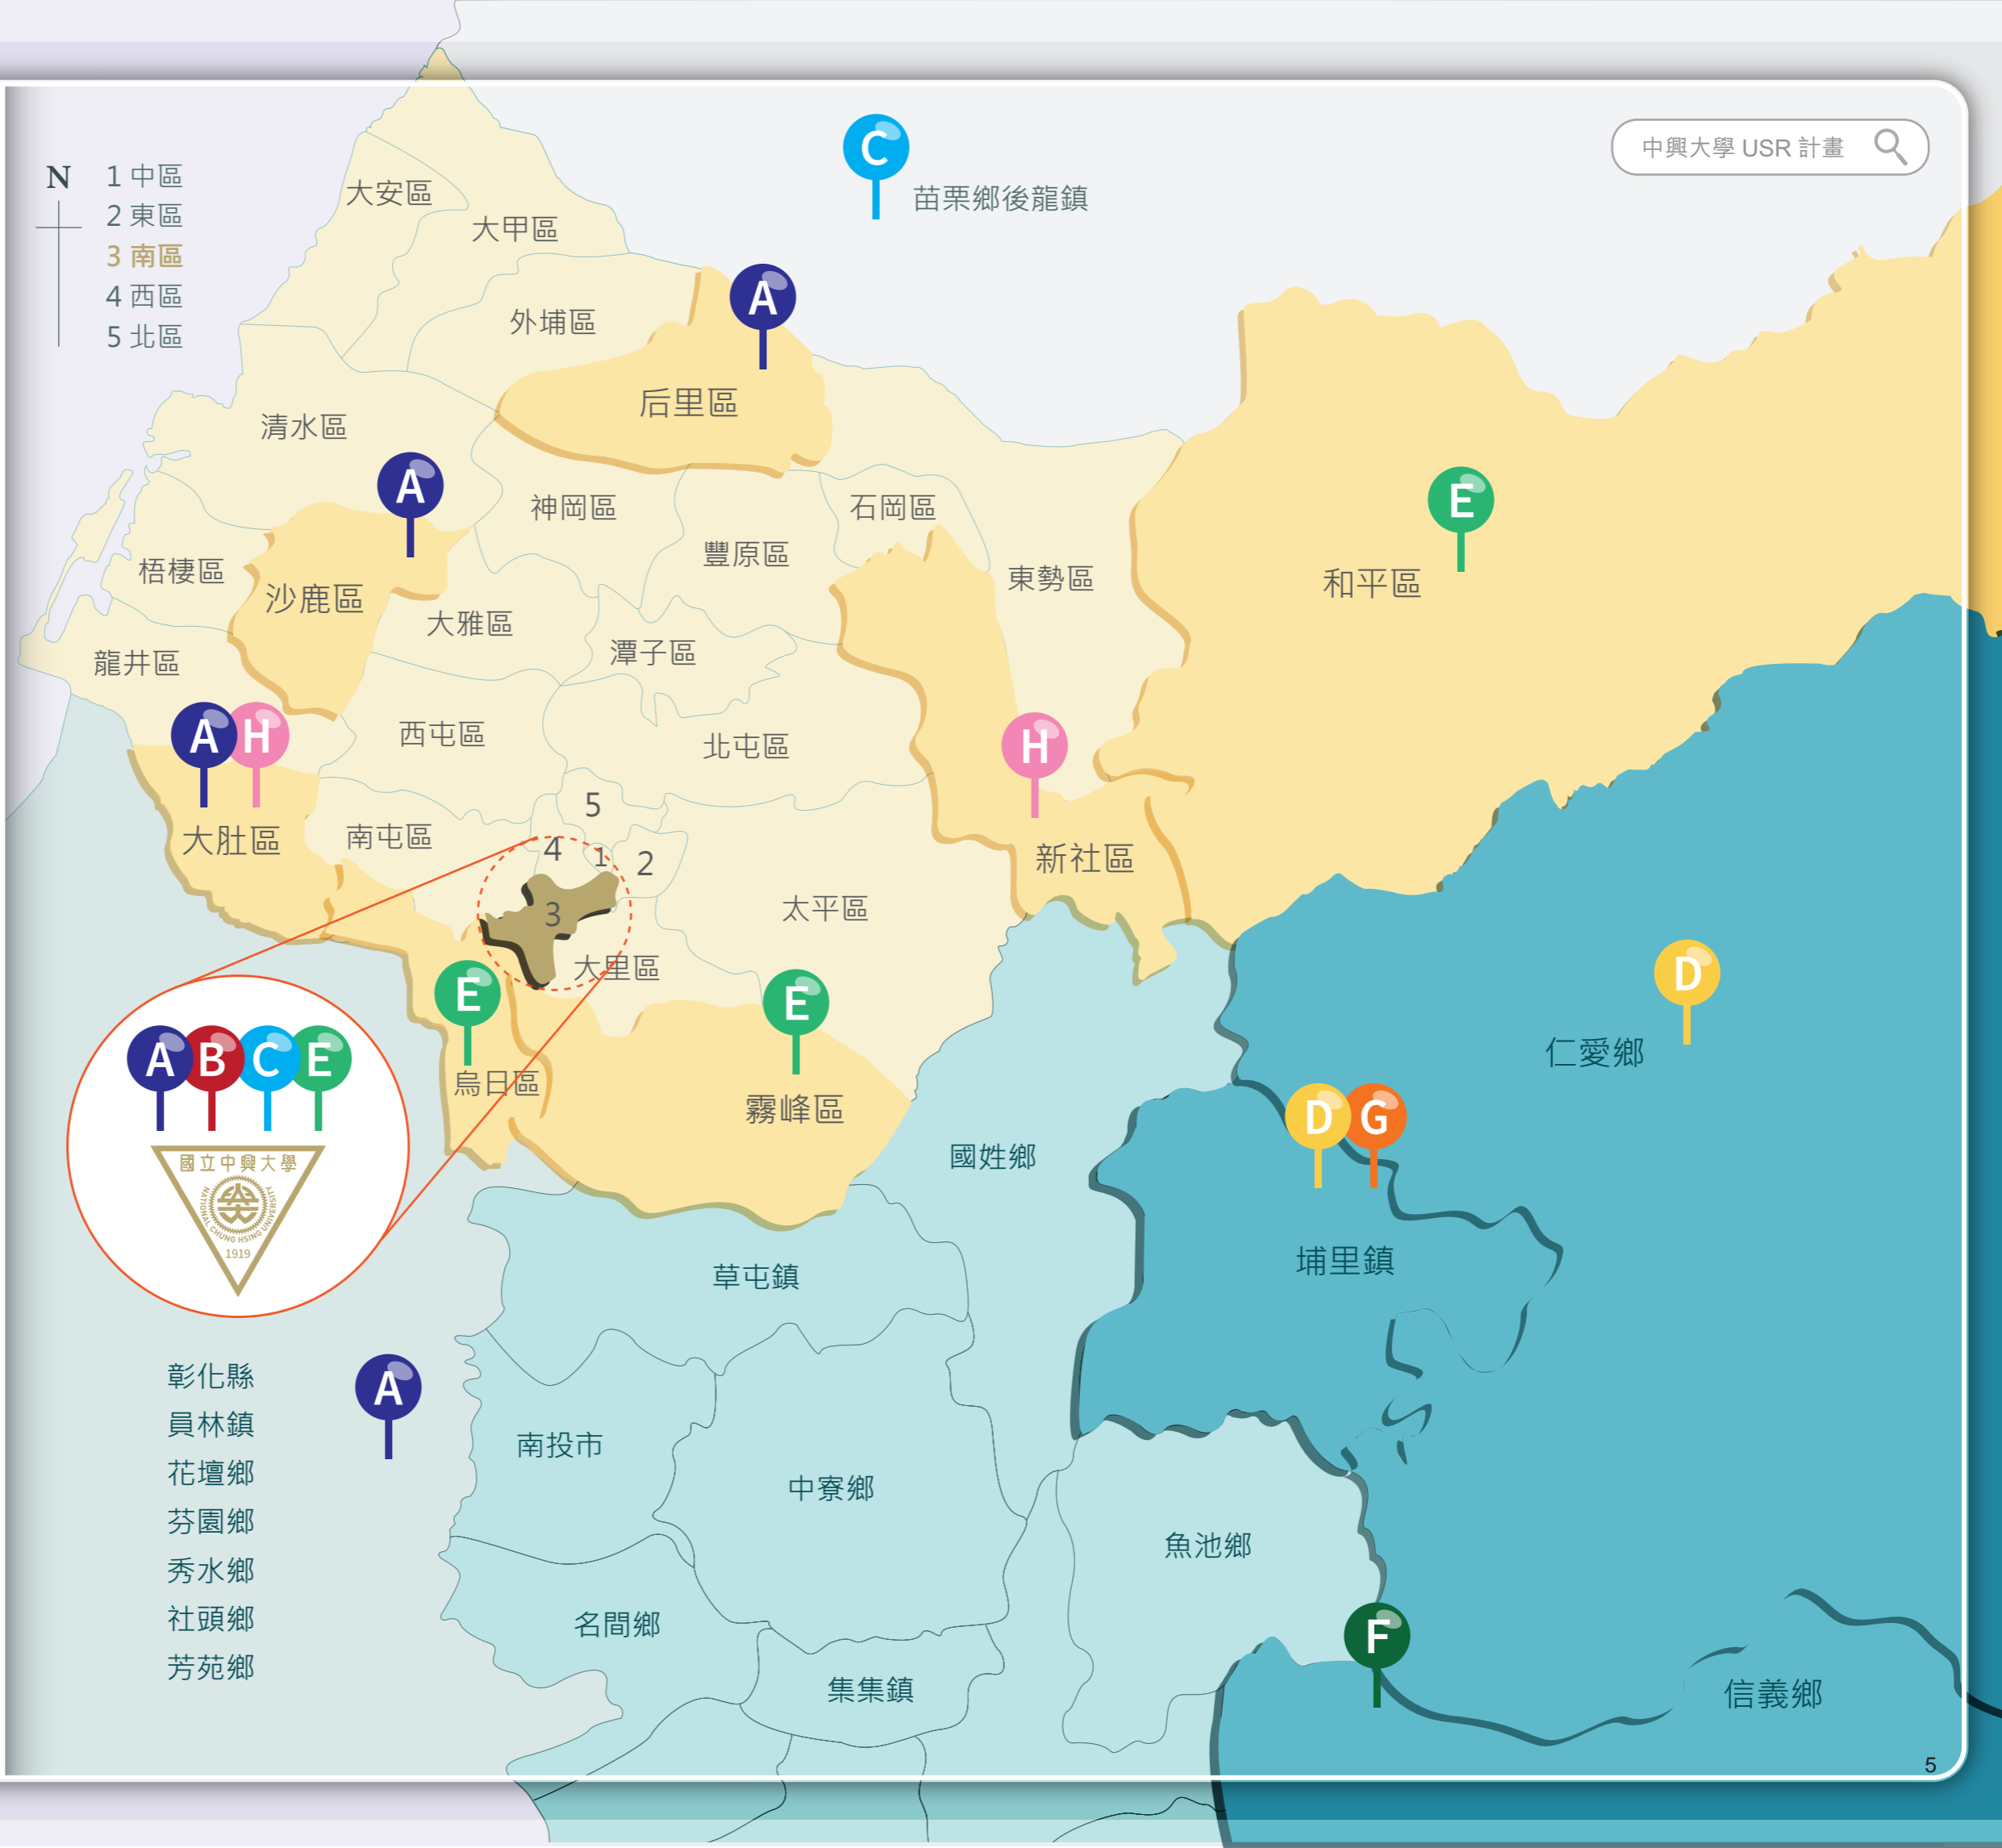 中興大學 USR 計畫
N
1 中區
2 東區
3 南區
4 西區
5 北區
C
苗栗鄉後龍鎮
大安區
大甲區
A
外埔區
后里區
清水區
A
神岡區
石岡區
E
豐原區
梧棲區
東勢區
和平區
沙鹿區
大雅區
潭子區
龍井區
A
H
西屯區
北屯區
H
5
大肚區
南屯區
4
1
2
新社區
3
太平區
大里區
D
E
E
仁愛鄉
A
B
C
E
烏日區
霧峰區
D
G
國立中興大學
NATIONAL CHUNG HSING UNIVERSITY
1919
國姓鄉
埔里鎮
草屯鎮
彰化縣
員林鎮
花壇鄉
芬園鄉
秀水鄉
社頭鄉
芳苑鄉
A
南投市
中寮鄉
魚池鄉
名間鄉
F
集集鎮
信義鄉
5